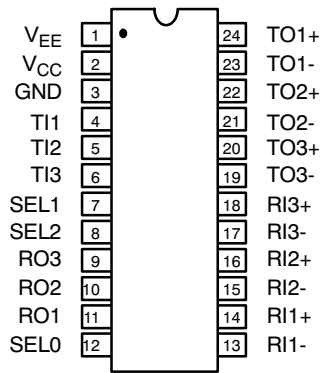 VEE 1 24 TO1+
VCC 2 23 TO1-
GND 3 22 TO2+
TI1 4 21 TO2-
TI2 5 20 TO3+
TI3 6 19 TO3-
SEL1 7 18 RI3+
SEL2 8 17 RI3-
RO3 9 16 RI2+
RO2 10 15 RI2-
RO1 11 14 RI1+
SEL0 12 13 RI1-